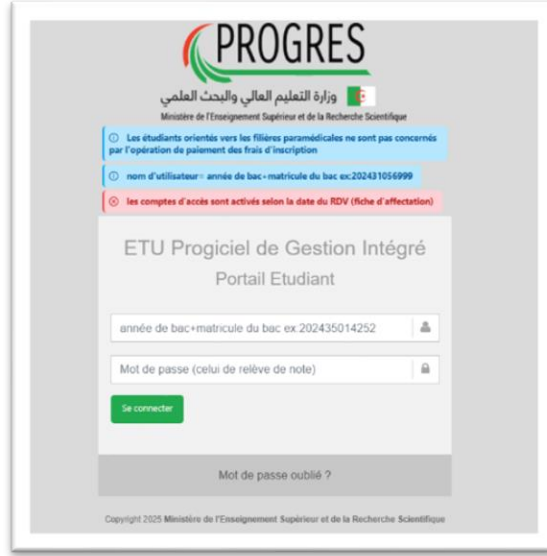 PROGRES
وزارة التعليم العالي والبحث العلمي
Ministère de l'Enseignement Supérieur et de la Recherche Scientifique
Les étudiants orientés vers les filières paramédicales ne sont pas concernés
par l'opération de paiement des frais d'inscription
nom d'utilisateur= année de bac+matricule du bac ex:202431056999
les comptes d'accès sont activés selon la date du RDV (fiche d'affectation)
ETU Progiciel de Gestion Intégré
Portail Etudiant
année de bac+matricule du bac ex:202435014252
Mot de passe (celui de relève de note)
Se connecter
Mot de passe oublié ?
Copyright 2025 Ministère de l'Enseignement Supérieur et de la Recherche Scientifique